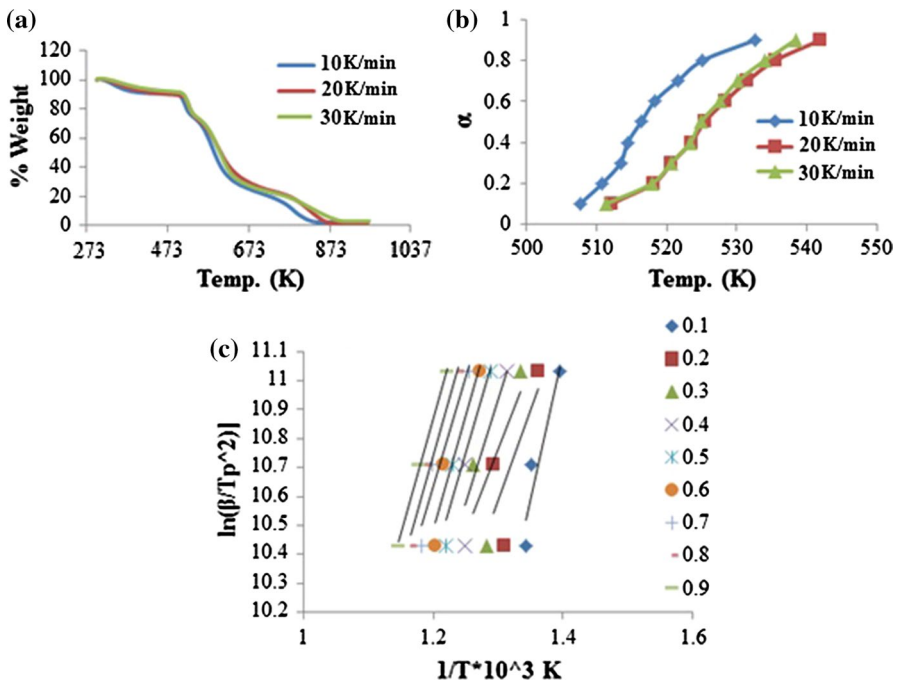 (a)
120
100
80
60
40
20
0
% Weight
273 473 673 873 1037
Temp. (K)
10K/min
20K/min
30K/min
(b)
1
0.8
0.6
0.4
0.2
0
α
500 510 520 530 540 550
Temp. (K)
10K/min
20K/min
30K/min
(c)
11.1
11
10.9
10.8
10.7
10.6
10.5
10.4
10.3
10.2
ln(β/Tp^2)]
1 1.2 1.4 1.6
1/T*10^3 K
0.1
0.2
0.3
0.4
0.5
0.6
0.7
0.8
0.9